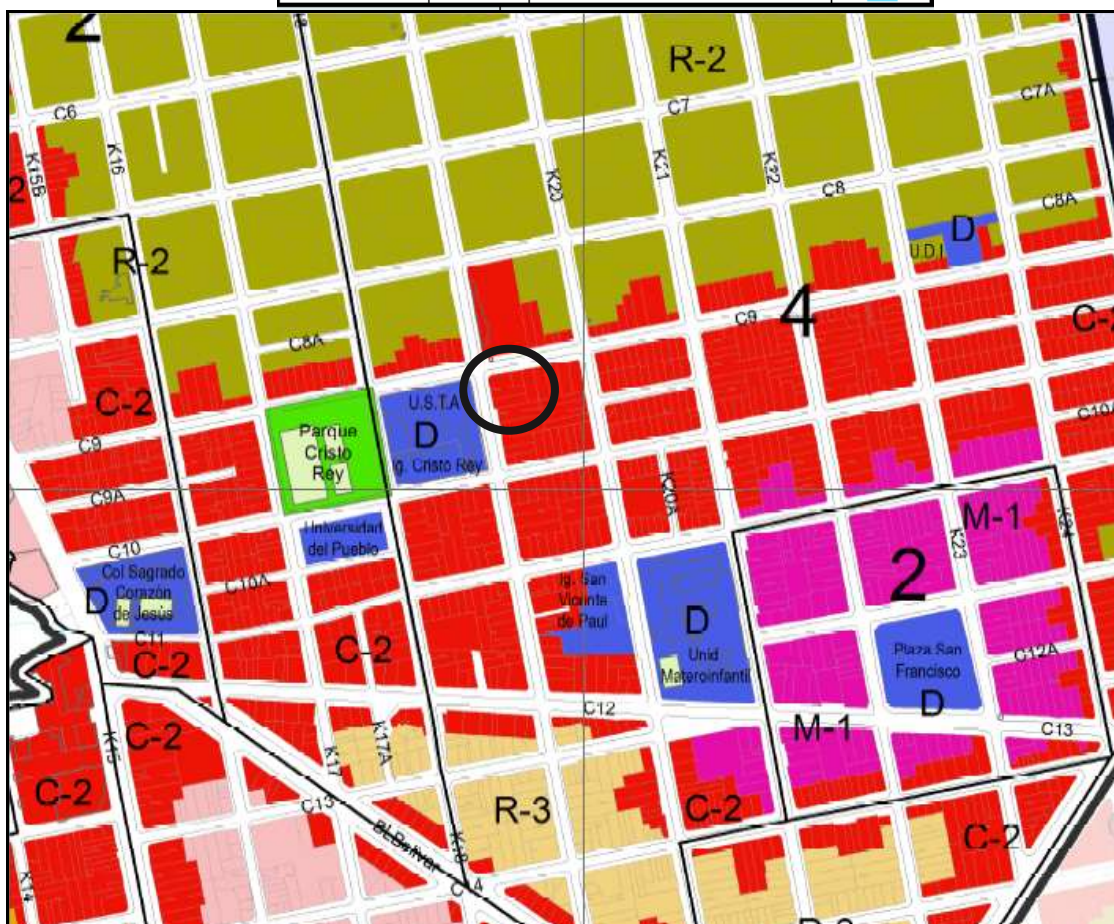 2
R-2
C6
C7
C7A
K15B
K16
K20
K21
K22
C8
C8A
2
R-2
D
U.D.I.
4
C9
C8A
C-2
U.S.T.A
D
Ig. Cristo Rey
Parque
Cristo
Rey
C9
C9A
C10
K20A
M-1
K24
K23
Universidad
del Pueblo
Col Sagrado
Corazón
de Jesús
D
C10A
Ig. San
Vicente
de Paul
D
Unid
Materoinfantil
2
Plaza San
Francisco
D
C12A
C11
C-2
C-2
C12
C13
M-1
C-2
K15
K17
K17A
C-2
C13
R-3
C-2
C-2
BLBolívar
K18
C14
K14